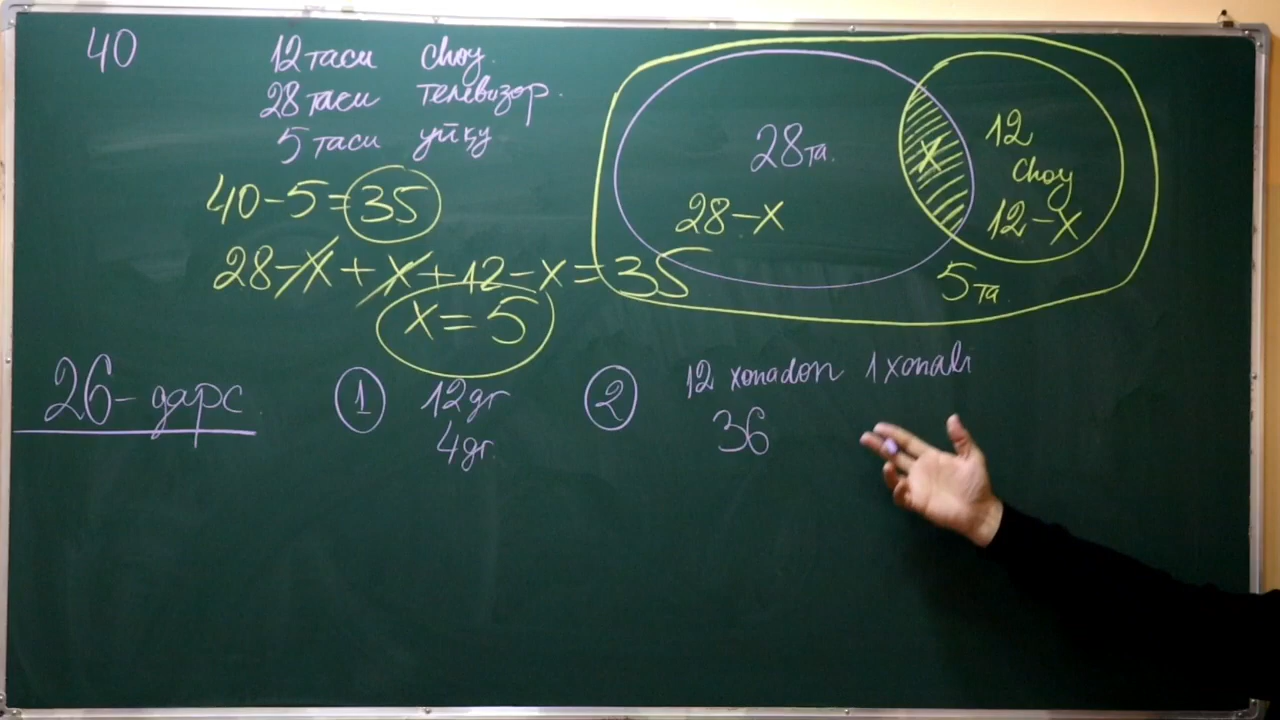 40
12 таси choy.
28 таси телевизор.
5 таси уйқу
40-5=35
28-x+x+12-x=35
x=5
28та.
28-x
x
12
choy
12-x
5та.
26-дарс.
1 12gr
4gr.
2 12 xonadon 1 xonali
36